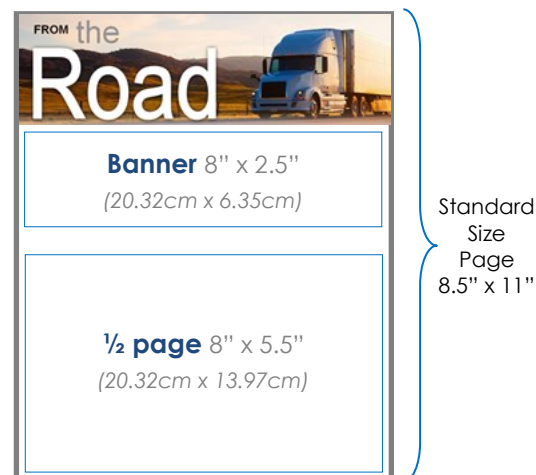 FROM the
Road
Banner 8” x 2.5”
(20.32cm x 6.35cm)
½ page 8” x 5.5”
(20.32cm x 13.97cm)
Standard
Size
Page
8.5” x 11”